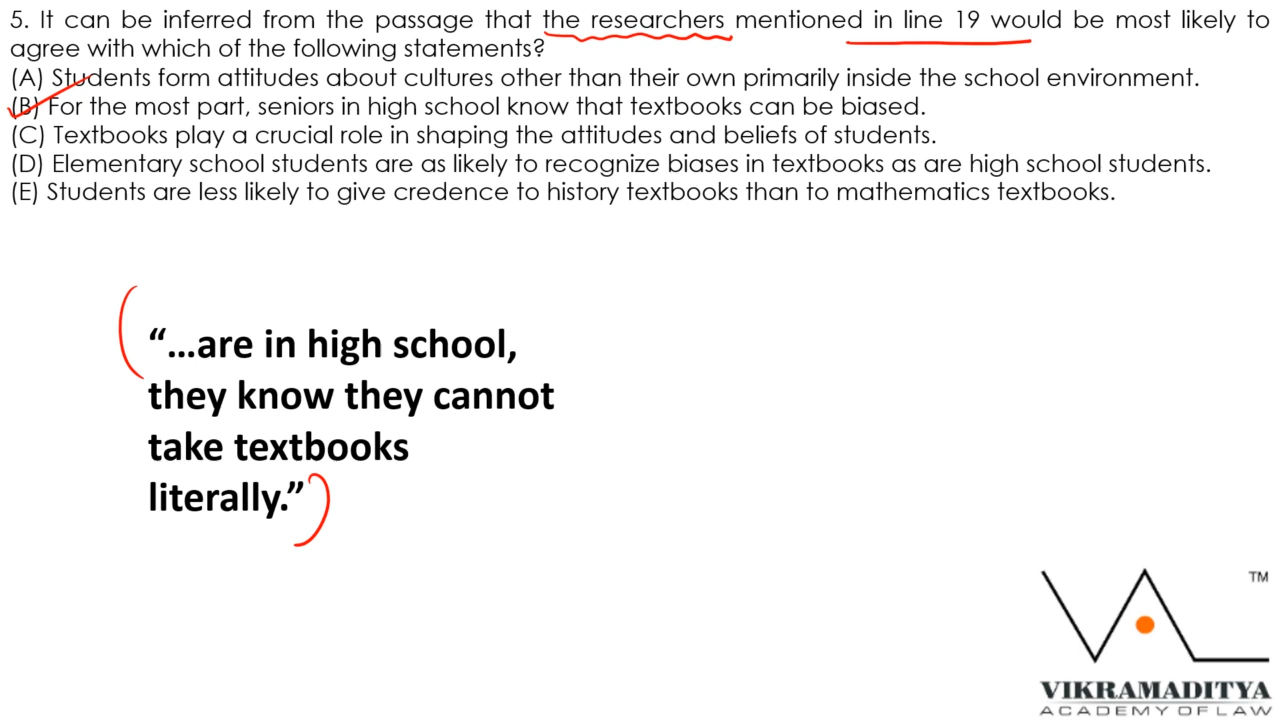 5. It can be inferred from the passage that the researchers mentioned in line 19 would be most likely to
agree with which of the following statements?
(A) Students form attitudes about cultures other than their own primarily inside the school environment.
(B) For the most part, seniors in high school know that textbooks can be biased.
(C) Textbooks play a crucial role in shaping the attitudes and beliefs of students.
(D) Elementary school students are as likely to recognize biases in textbooks as are high school students.
(E) Students are less likely to give credence to history textbooks than to mathematics textbooks.
“…are in high school,
they know they cannot
take textbooks
literally.”
TM
VIKRAMADITYA
ACADEMY OF LAW